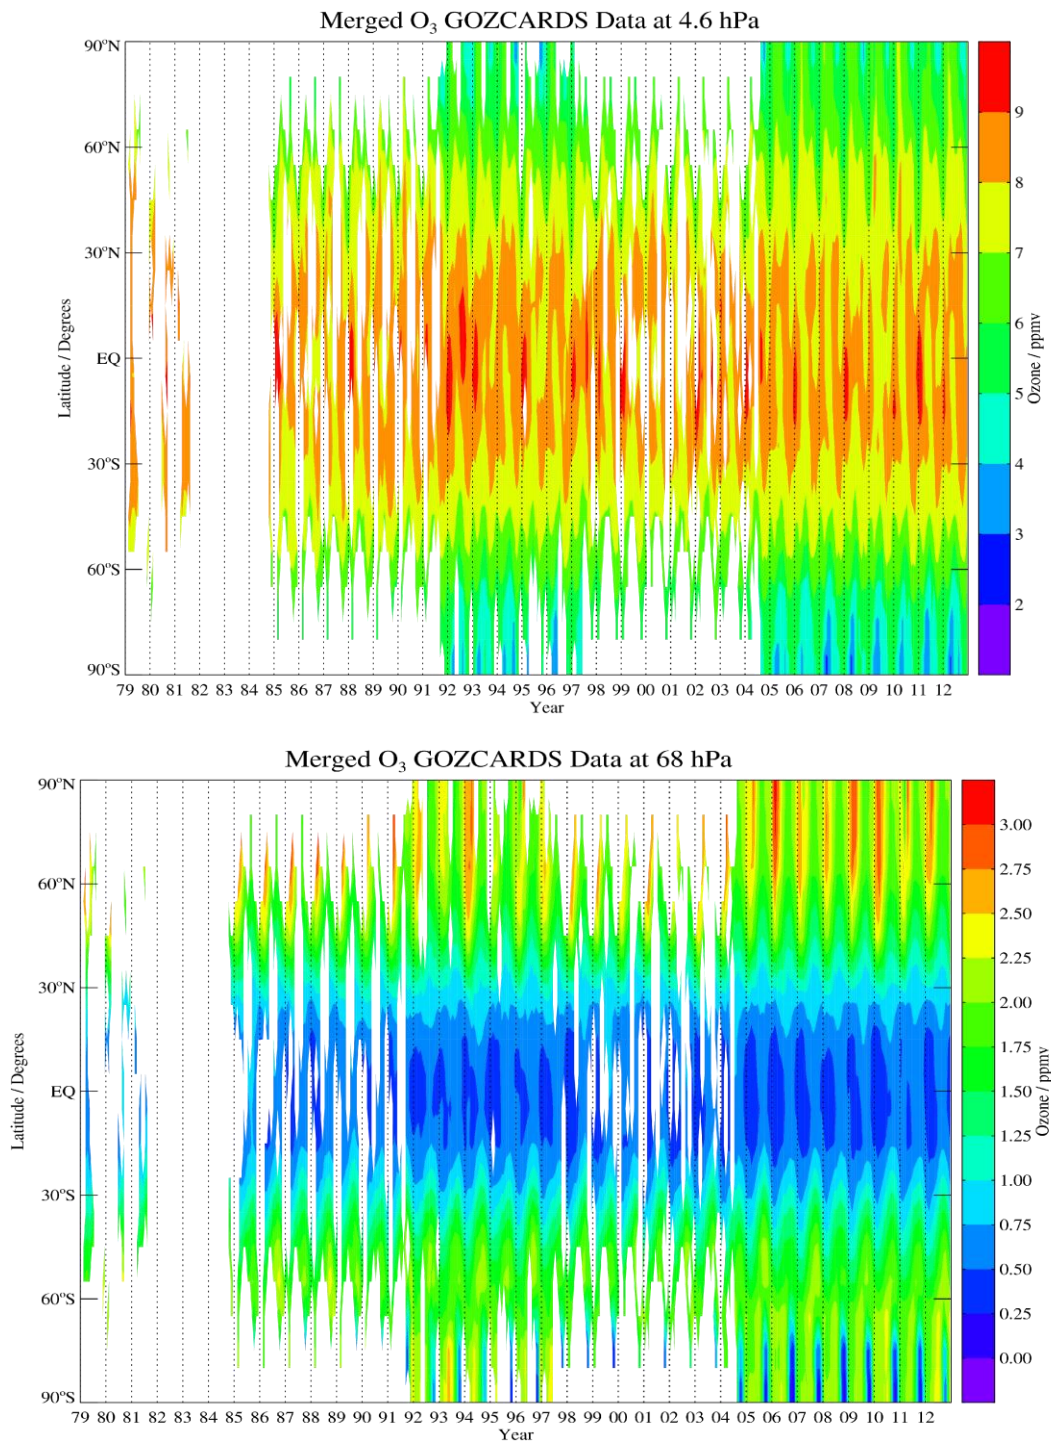 Merged O₃ GOZCARDS Data at 4.6 hPa
90°N
60°N
30°N
EQ
30°S
60°S
90°S
Latitude / Degrees
79 80 81 82 83 84 85 86 87 88 89 90 91 92 93 94 95 96 97 98 99 00 01 02 03 04 05 06 07 08 09 10 11 12
Year
9
8
7
6
5
4
3
2
Ozone / ppmv
Merged O₃ GOZCARDS Data at 68 hPa
90°N
60°N
30°N
EQ
30°S
60°S
90°S
Latitude / Degrees
79 80 81 82 83 84 85 86 87 88 89 90 91 92 93 94 95 96 97 98 99 00 01 02 03 04 05 06 07 08 09 10 11 12
Year
3.00
2.75
2.50
2.25
2.00
1.75
1.50
1.25
1.00
0.75
0.50
0.25
0.00
Ozone / ppmv